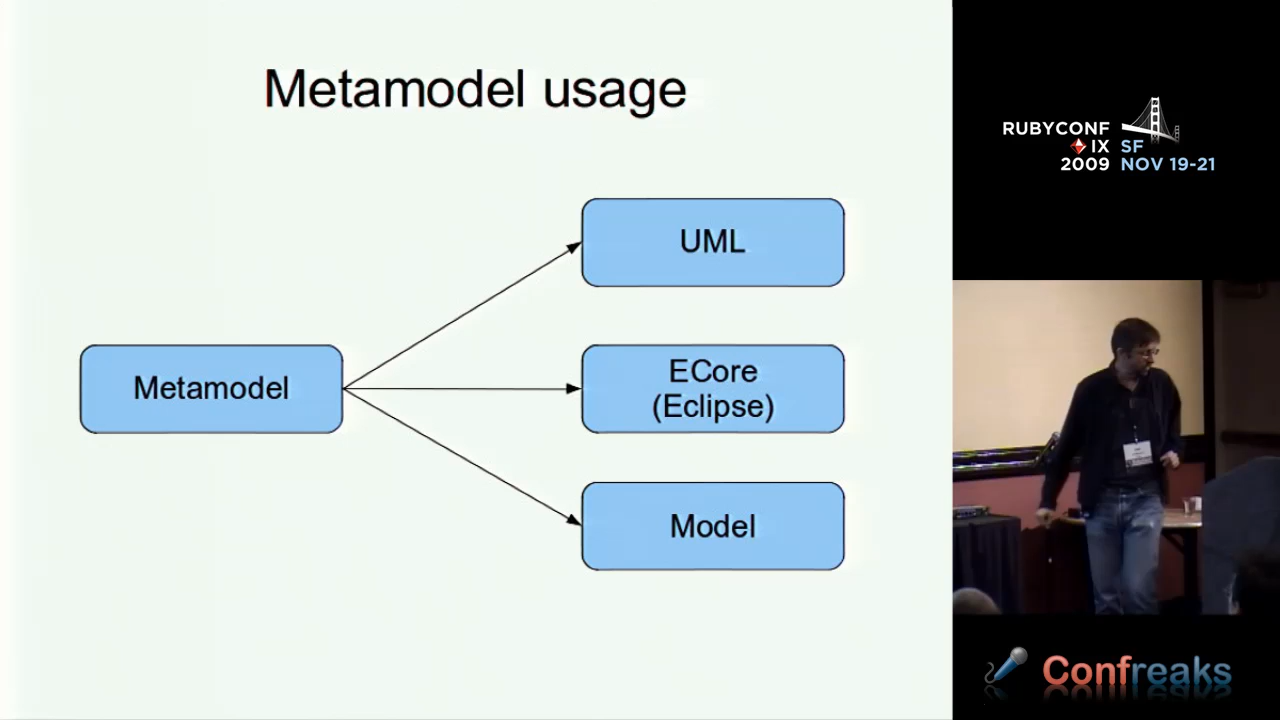 Metamodel usage
UML
Metamodel
ECore
(Eclipse)
Model
RUBYCONF
IX SF
2009 NOV 19-21
Confreaks